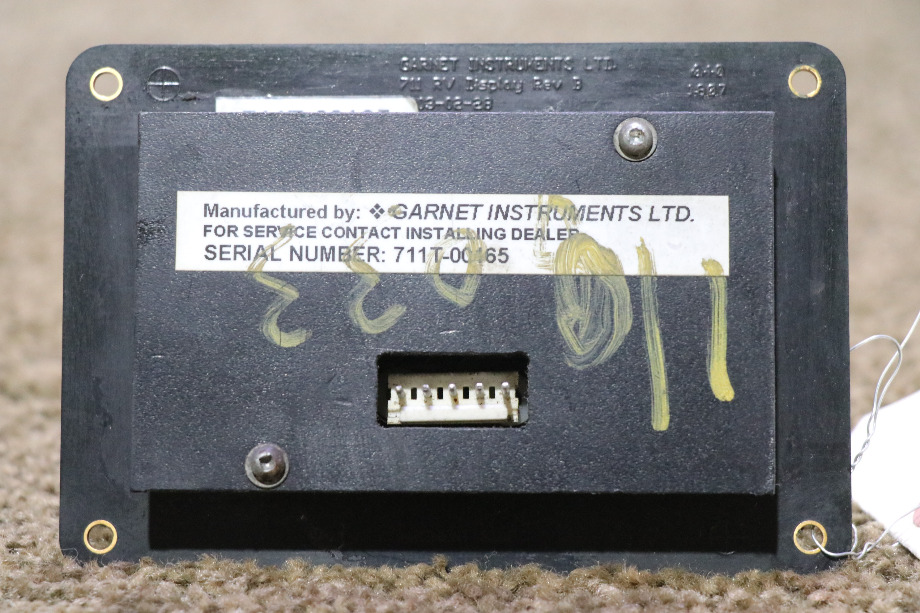 GARNET INSTRUMENTS LTD.
711 RV Display Rev B
03-02-28
Manufactured by: ❖ GARNET INSTRUMENTS LTD.
FOR SERVICE CONTACT INSTALLING DEALER
SERIAL NUMBER: 711T-00465